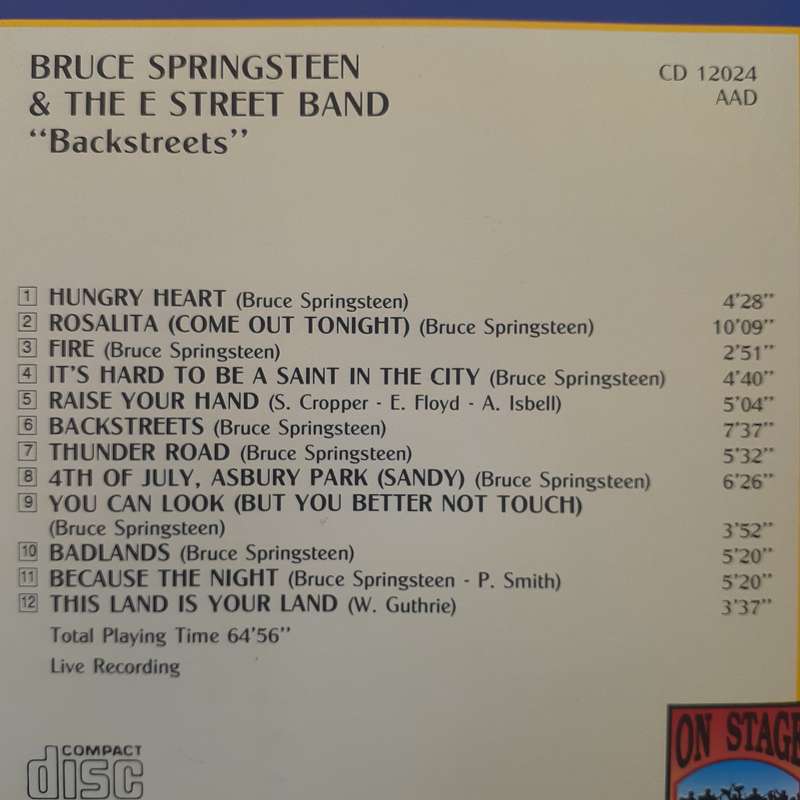 BRUCE SPRINGSTEEN
& THE E STREET BAND
“Backstreets”
CD 12024
AAD
1 HUNGRY HEART (Bruce Springsteen) 4'28"
2 ROSALITA (COME OUT TONIGHT) (Bruce Springsteen) 10'09"
3 FIRE (Bruce Springsteen) 2'51"
4 IT'S HARD TO BE A SAINT IN THE CITY (Bruce Springsteen) 4'40"
5 RAISE YOUR HAND (S. Cropper - E. Floyd - A. Isbell) 5'04"
6 BACKSTREETS (Bruce Springsteen) 7'37"
7 THUNDER ROAD (Bruce Springsteen) 5'32"
8 4TH OF JULY, ASBURY PARK (SANDY) (Bruce Springsteen) 6'26"
9 YOU CAN LOOK (BUT YOU BETTER NOT TOUCH)
(Bruce Springsteen) 3'52"
10 BADLANDS (Bruce Springsteen) 5'20"
11 BECAUSE THE NIGHT (Bruce Springsteen - P. Smith) 5'20"
12 THIS LAND IS YOUR LAND (W. Guthrie) 3'37"
Total Playing Time 64'56"
Live Recording
COMPACT
disc
ON STAGE